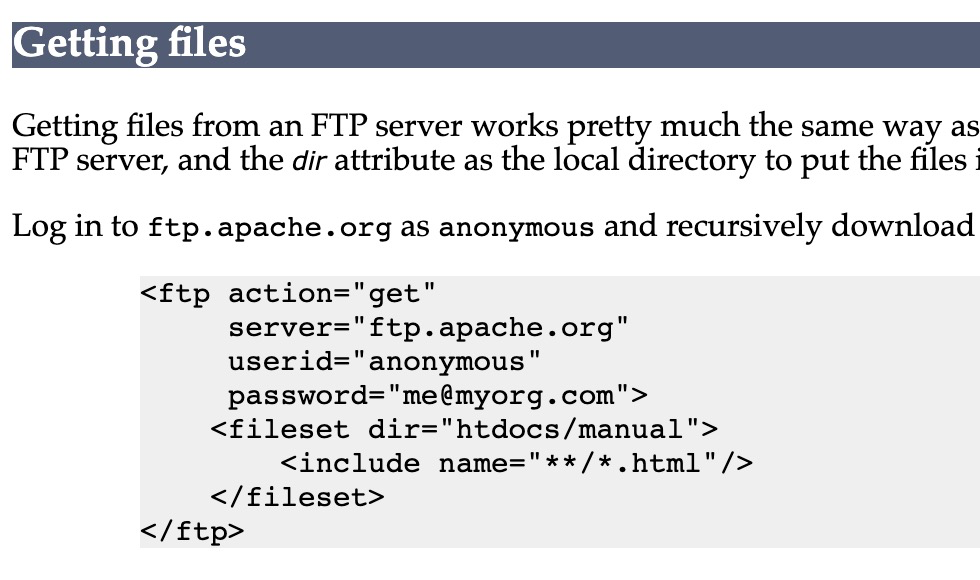 Getting files
Getting files from an FTP server works pretty much the same way as
FTP server, and the dir attribute as the local directory to put the files
Log in to ftp.apache.org as anonymous and recursively download
<ftp action="get"
     server="ftp.apache.org"
     userid="anonymous"
     password="me@myorg.com">
    <fileset dir="htdocs/manual">
        <include name="**/*.html"/>
    </fileset>
</ftp>